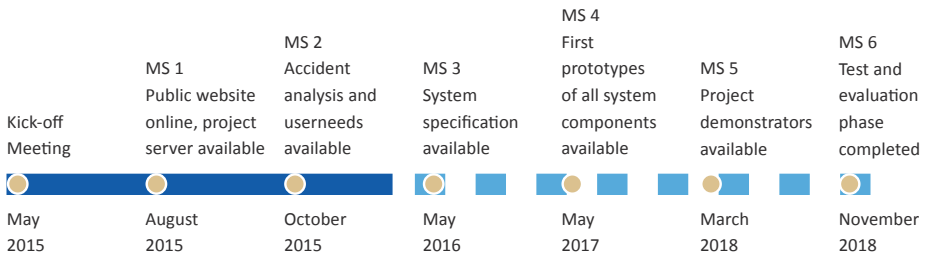 Kick-off
Meeting
MS 1
Public website
online, project
server available
MS 2
Accident
analysis and
userneeds
available
MS 3
System
specification
available
MS 4
First
prototypes
of all system
components
available
MS 5
Project
demonstrators
available
MS 6
Test and
evaluation
phase
completed
May
2015
August
2015
October
2015
May
2016
May
2017
March
2018
November
2018